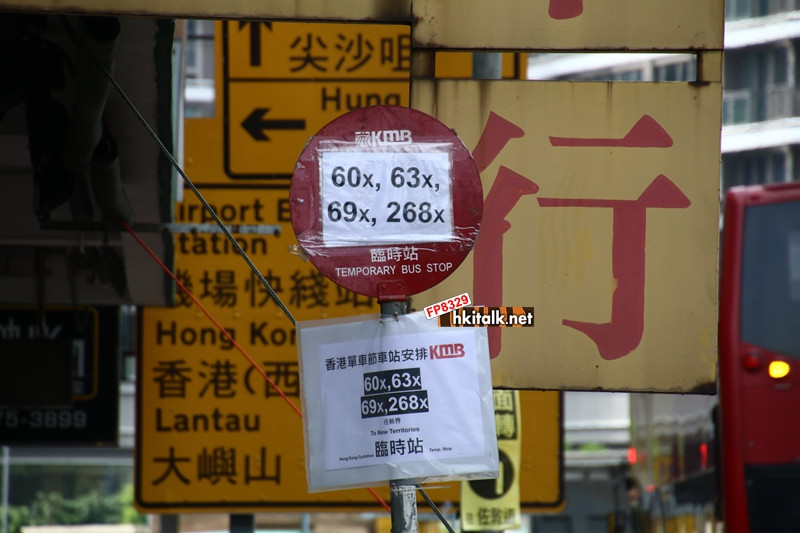 尖沙咀
Hung
KMB
60X, 63X,
69X, 268X
臨時站
TEMPORARY BUS STOP
行
FP8329
hkitalk.net
機場快綫站
Hong Kon
香港(西
Lantau
大嶼山
香港單車節車站安排 KMB
60X,63X
69X,268X
往新界
To New Territories
臨時站
Hong Kong Cyclothon
Temp. Stop
75-3899